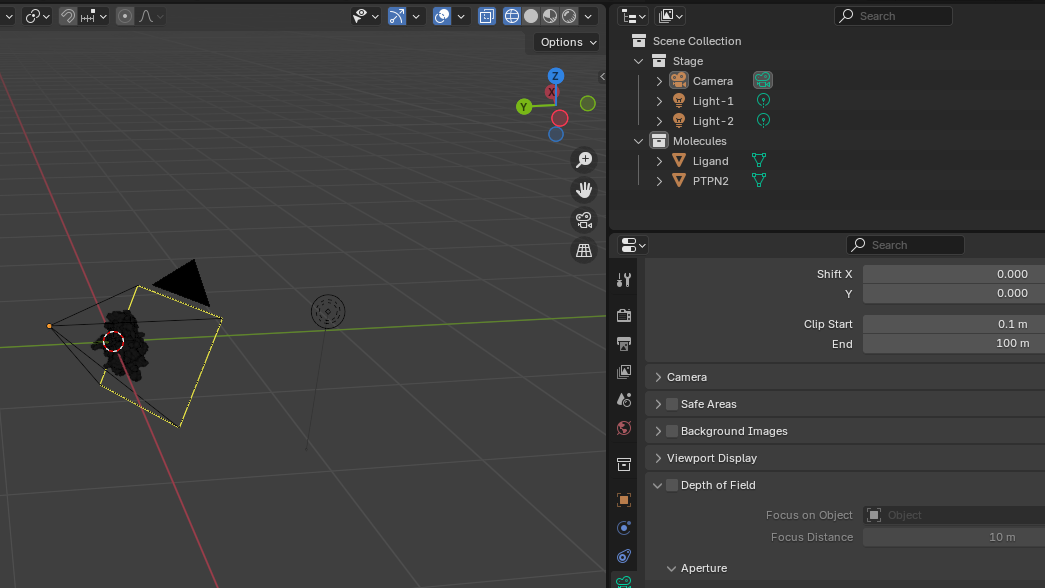 Options
Z
X
Y
Search
Scene Collection
Stage
Camera
Light-1
Light-2
Molecules
Ligand
PTPN2
Search
Shift X 0.000
Y 0.000
Clip Start 0.1 m
End 100 m
Camera
Safe Areas
Background Images
Viewport Display
Depth of Field
Focus on Object Object
Focus Distance 10 m
Aperture